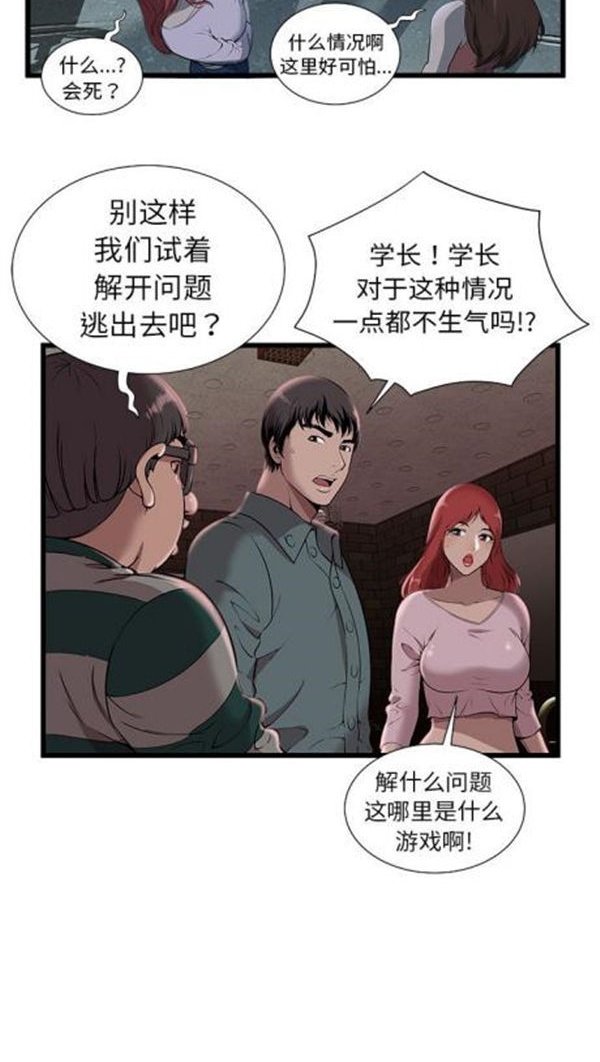 什么...?
会死？
什么情况啊
这里好可怕...
别这样
我们试着
解开问题
逃出去吧？
学长！学长
对于这种情况
一点都不生气吗!?
解什么问题
这哪里是什么
游戏啊!